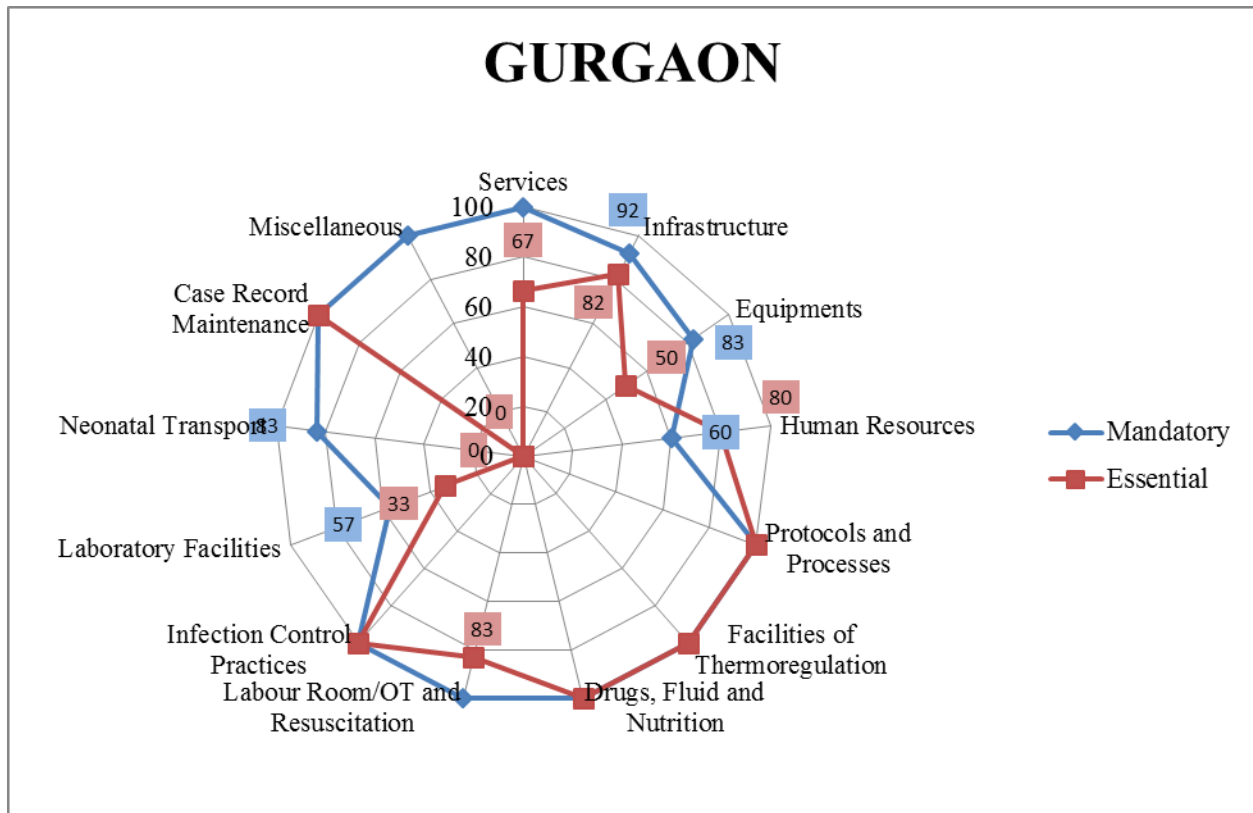 GURGAON
Services
100
92
Infrastructure
67
Miscellaneous
80
82
Equipments
83
Case Record
Maintenance
60
50
40
80
Human Resources
60
20
0
0
0
Neonatal Transport
83
Mandatory
Essential
33
57
Laboratory Facilities
Protocols and
Processes
Infection Control
Practices
83
Facilities of
Thermoregulation
Labour Room/OT and
Resuscitation
Drugs, Fluid and
Nutrition